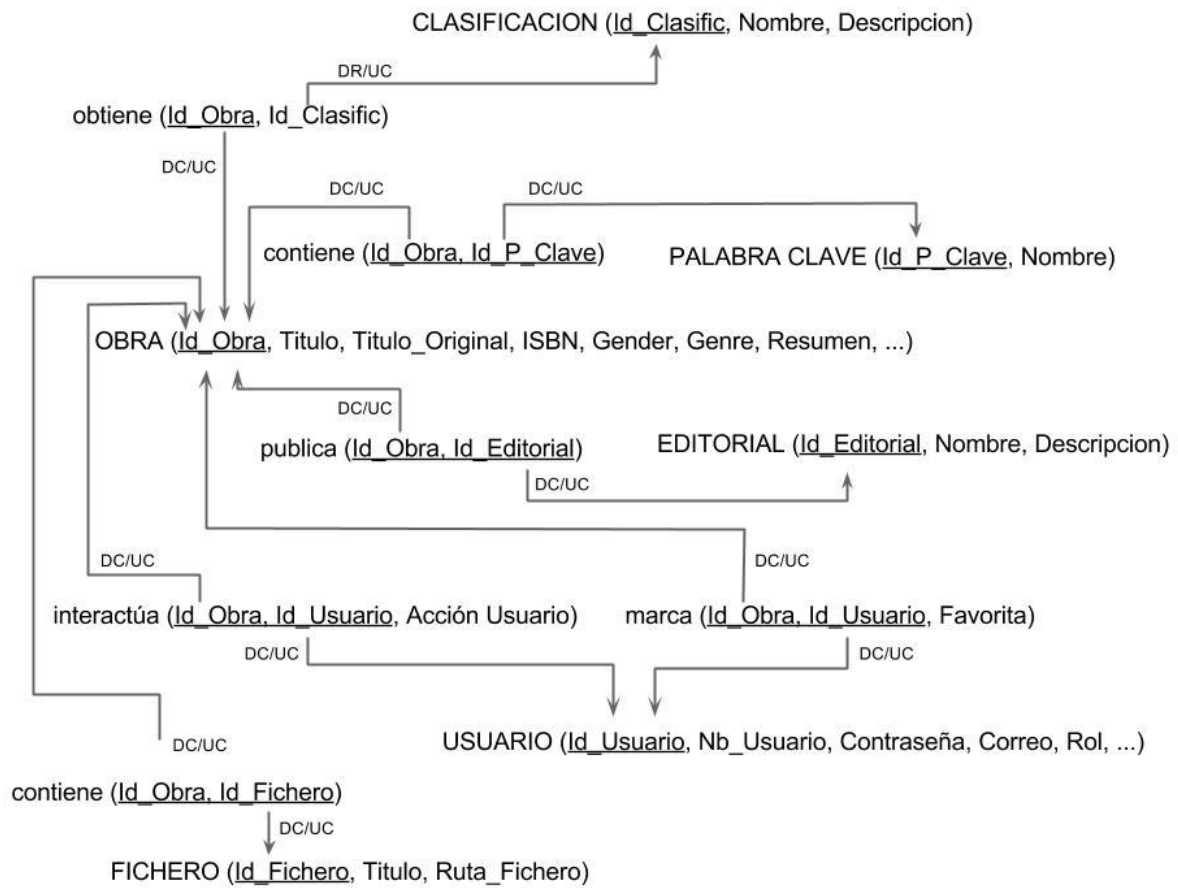 CLASIFICACION (Id_Clasific, Nombre, Descripcion)
DR/UC
obtiene (Id_Obra, Id_Clasific)
DC/UC
DC/UC
DC/UC
contiene (Id_Obra, Id_P_Clave)
PALABRA CLAVE (Id_P_Clave, Nombre)
OBRA (Id_Obra, Titulo, Titulo_Original, ISBN, Gender, Genre, Resumen, ...)
DC/UC
publica (Id_Obra, Id_Editorial)
EDITORIAL (Id_Editorial, Nombre, Descripcion)
DC/UC
DC/UC
DC/UC
interactúa (Id_Obra, Id_Usuario, Acción Usuario)
marca (Id_Obra, Id_Usuario, Favorita)
DC/UC
DC/UC
DC/UC
USUARIO (Id_Usuario, Nb_Usuario, Contraseña, Correo, Rol, ...)
contiene (Id_Obra, Id_Fichero)
DC/UC
FICHERO (Id_Fichero, Titulo, Ruta_Fichero)